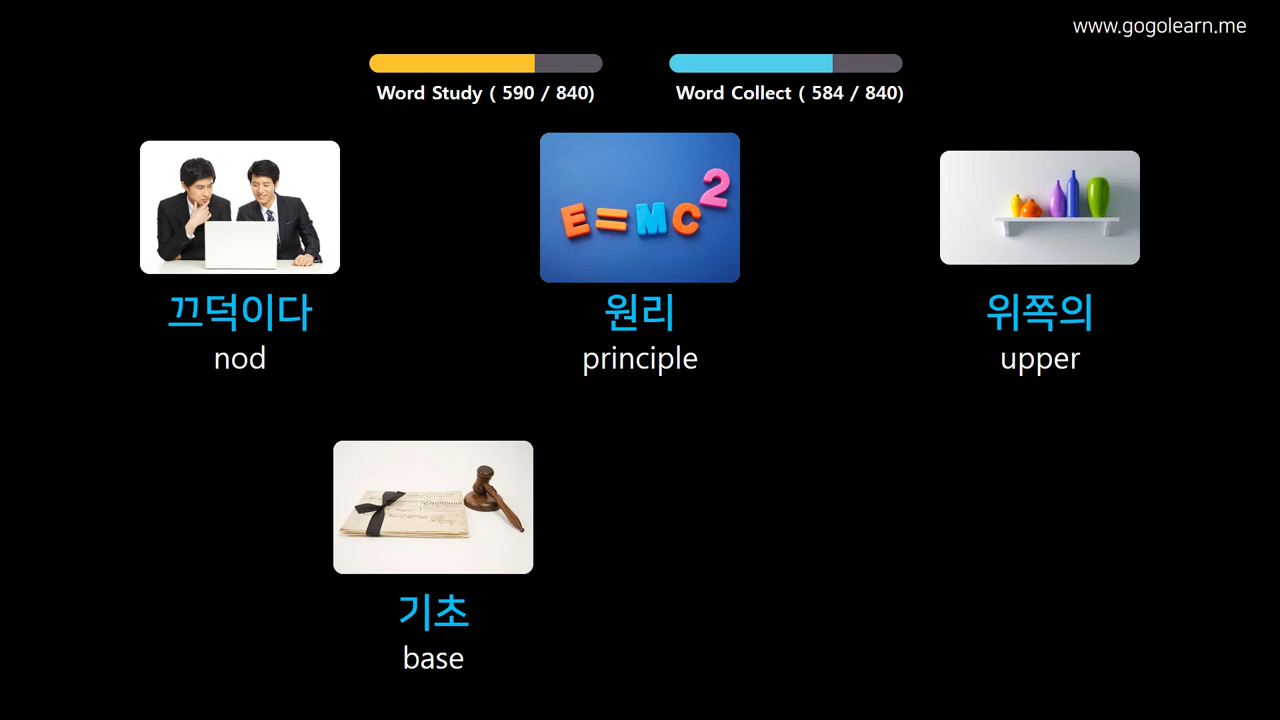 www.gogolearn.me
Word Study ( 590 / 840)
Word Collect ( 584 / 840)
E=MC2
끄덕이다
nod
원리
principle
위쪽의
upper
기초
base